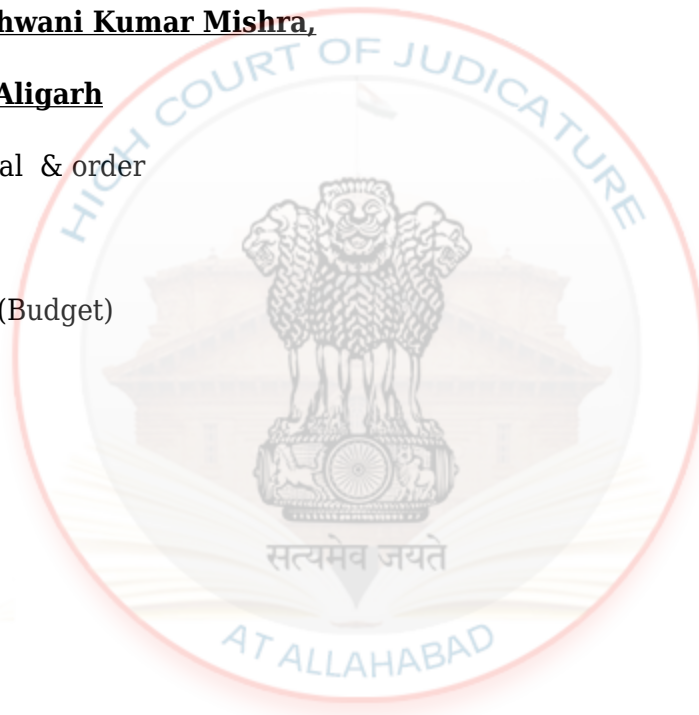 hwani Kumar Mishra,
Aligarh
al & order
(Budget)
HIGH COURT OF JUDICATURE
सत्यमेव जयते
AT ALLAHABAD